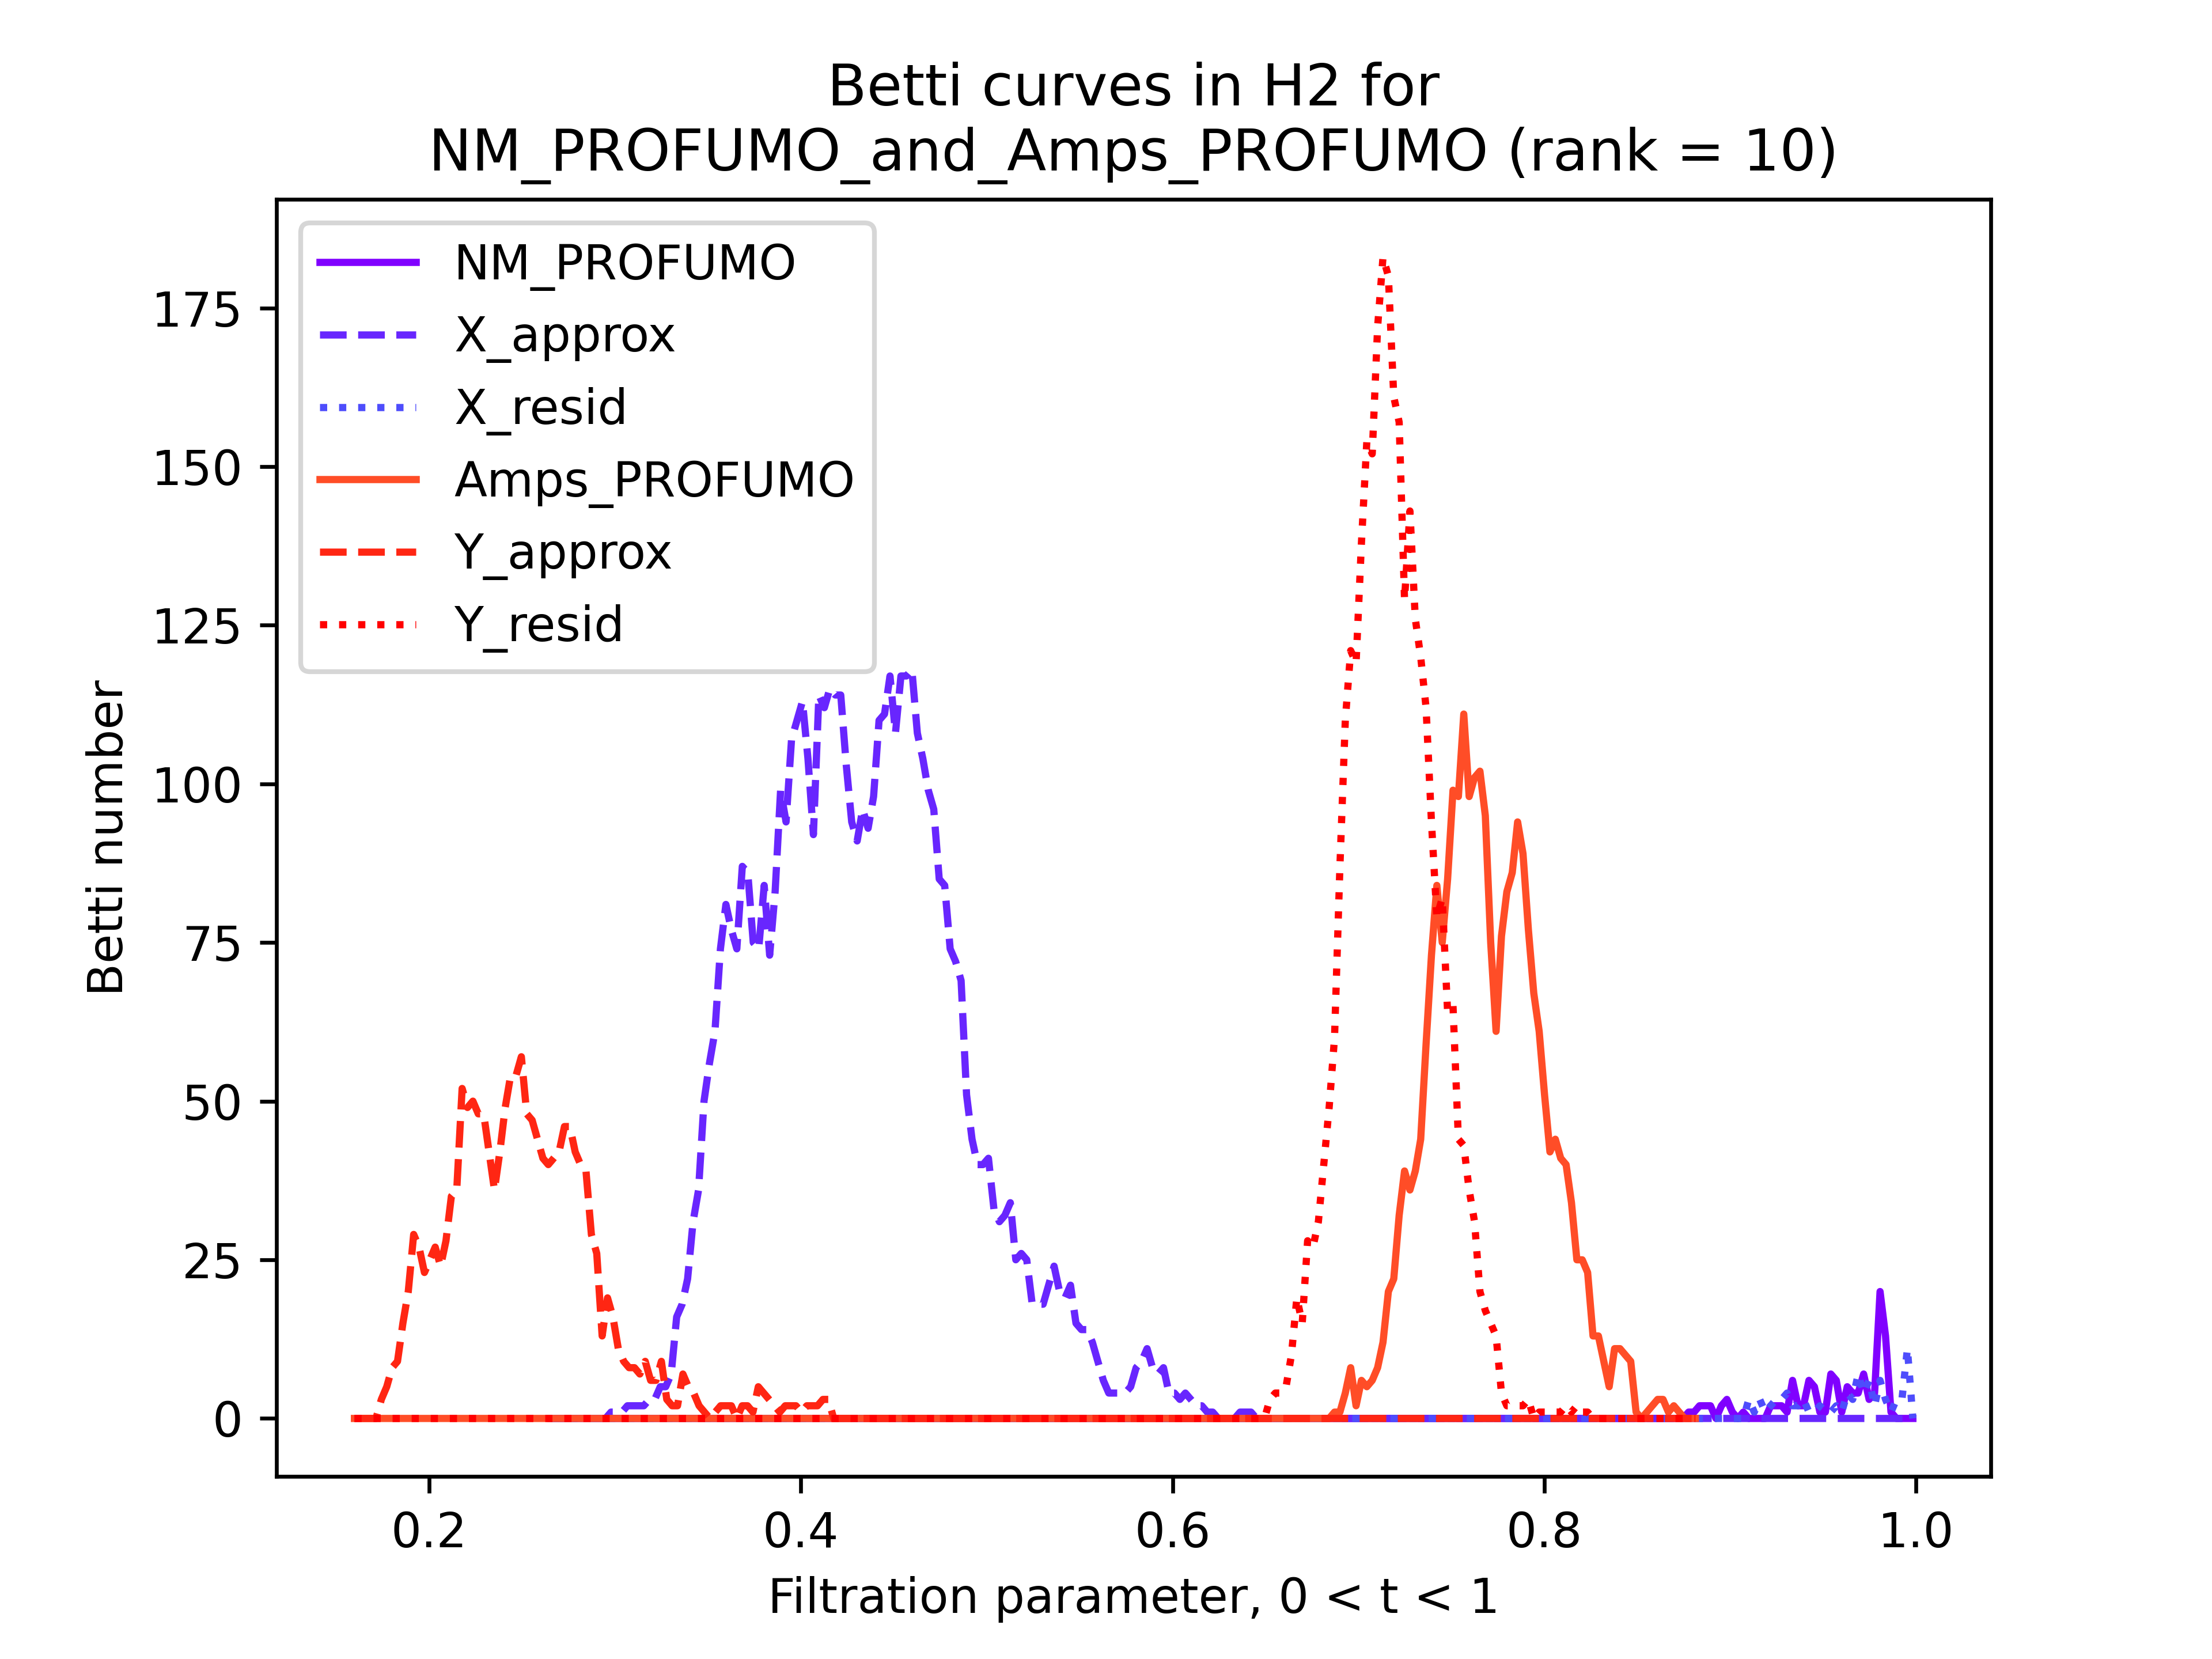 Betti curves in H2 for
NM_PROFUMO_and_Amps_PROFUMO (rank = 10)
NM_PROFUMO
X_approx
X_resid
Amps_PROFUMO
Y_approx
Y_resid
Betti number
175
150
125
100
75
50
25
0
0.2 0.4 0.6 0.8 1.0
Filtration parameter, 0 < t < 1